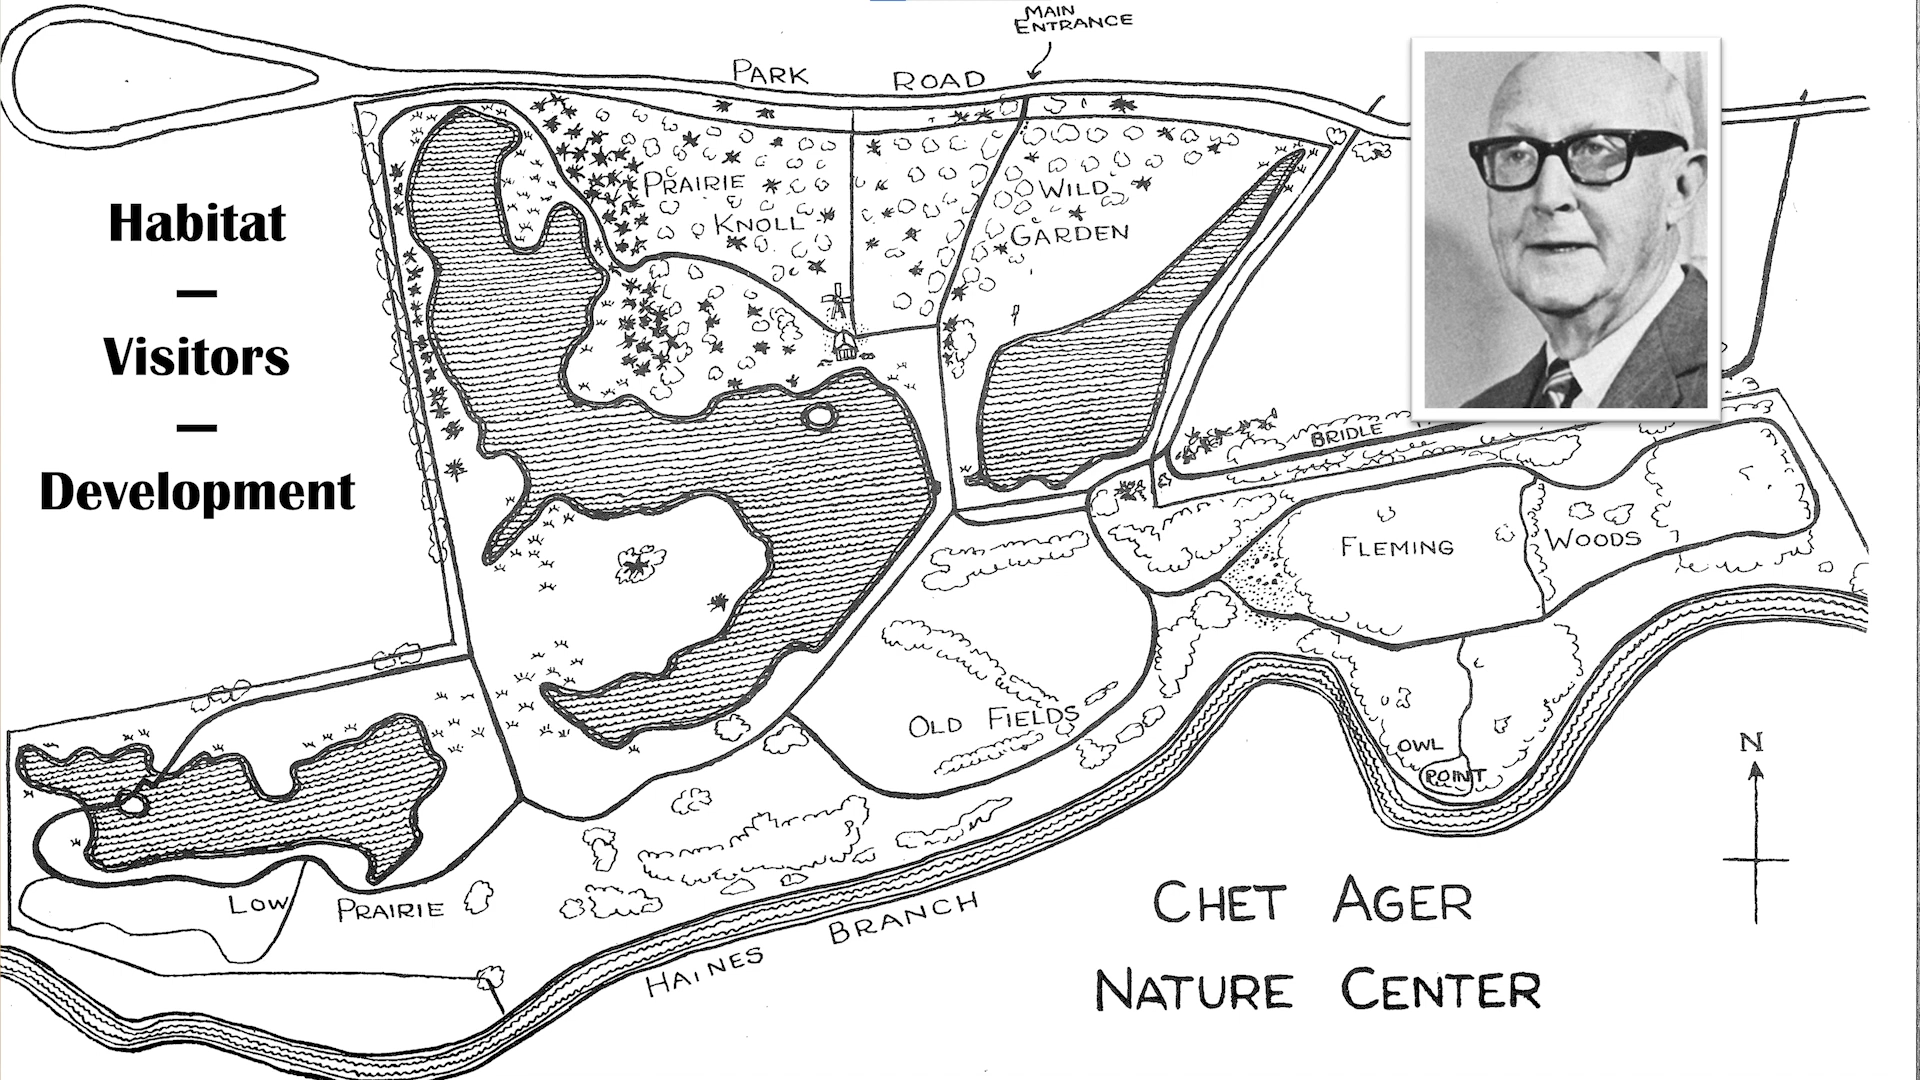 MAIN
ENTRANCE
PARK ROAD
PRAIRIE
KNOLL
WILD
GARDEN
Habitat
–
Visitors
–
Development
BRIDLE
FLEMING WOODS
OLD FIELDS
OWL
POINT
N
LOW PRAIRIE
HAINES BRANCH
CHET AGER
NATURE CENTER